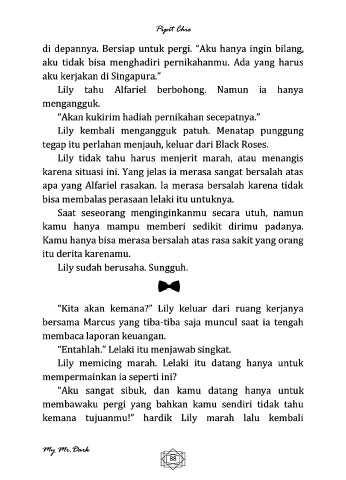 Pipit Chie
di depannya. Bersiap untuk pergi. “Aku hanya ingin bilang,
aku tidak bisa menghadiri pernikahanmu. Ada yang harus
aku kerjakan di Singapura.”
Lily tahu Alfariel berbohong. Namun ia hanya
mengangguk.
“Akan kukirim hadiah pernikahan secepatnya.”
Lily kembali mengangguk patuh. Menatap punggung
tegap itu perlahan menjauh, keluar dari Black Roses.
Lily tidak tahu harus menjerit marah, atau menangis
karena situasi ini. Yang jelas ia merasa sangat bersalah atas
apa yang Alfariel rasakan. Ia merasa bersalah karena tidak
bisa membalas perasaan lelaki itu untuknya.
Saat seseorang menginginkanmu secara utuh, namun
kamu hanya mampu memberi sedikit dirimu padanya.
Kamu hanya bisa merasa bersalah atas rasa sakit yang orang
itu derita karenamu.
Lily sudah berusaha. Sungguh.
“Kita akan kemana?” Lily keluar dari ruang kerjanya
bersama Marcus yang tiba-tiba saja muncul saat ia tengah
membaca laporan keuangan.
“Entahlah.” Lelaki itu menjawab singkat.
Lily memicing marah. Lelaki itu datang hanya untuk
mempermainkan ia seperti ini?
“Aku sangat sibuk, dan kamu datang hanya untuk
membawaku pergi yang bahkan kamu sendiri tidak tahu
kemana tujuanmu!” hardik Lily marah lalu kembali
My Mr.Dark
88